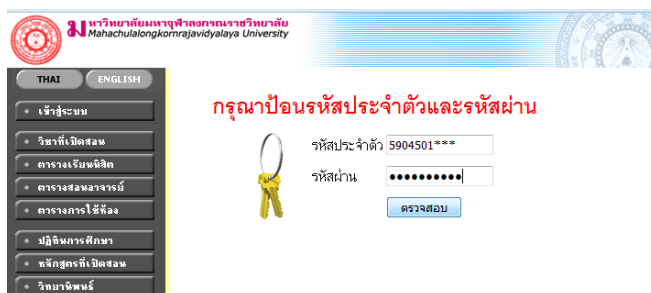 มหาวิทยาลัยมหาจุฬาลงกรณราชวิทยาลัย
Mahachulalongkornrajavidyalaya University
THAI
ENGLISH
เข้าสู่ระบบ
วิชาที่เปิดสอน
ตารางเรียนนิสิต
ตารางสอนอาจารย์
ตารางการใช้ห้อง
ปฏิทินการศึกษา
หลักสูตรที่เปิดสอน
วิทยานิพนธ์
กรุณาป้อนรหัสประจำตัวและรหัสผ่าน
รหัสประจำตัว 5904501***
รหัสผ่าน ●●●●●●●●●●
ตรวจสอบ